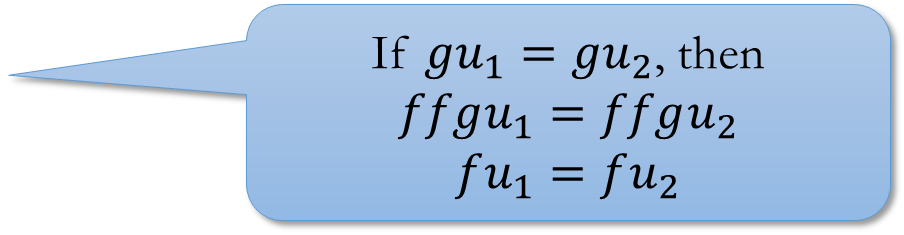 If gu₁ = gu₂, then
ffgu₁ = ffgu₂
fu₁ = fu₂